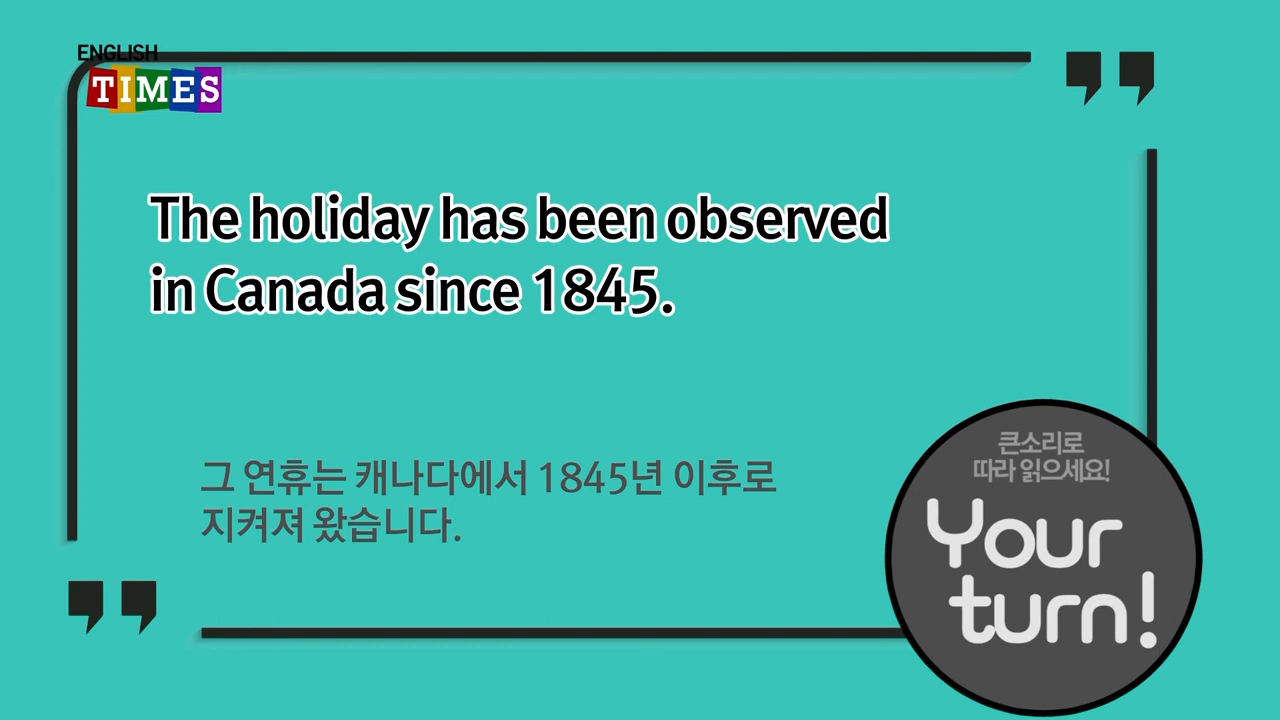 ENGLISH
TIMES
The holiday has been observed
in Canada since 1845.
그 연휴는 캐나다에서 1845년 이후로
지켜져 왔습니다.
큰소리로
따라 읽으세요!
Your
turn!